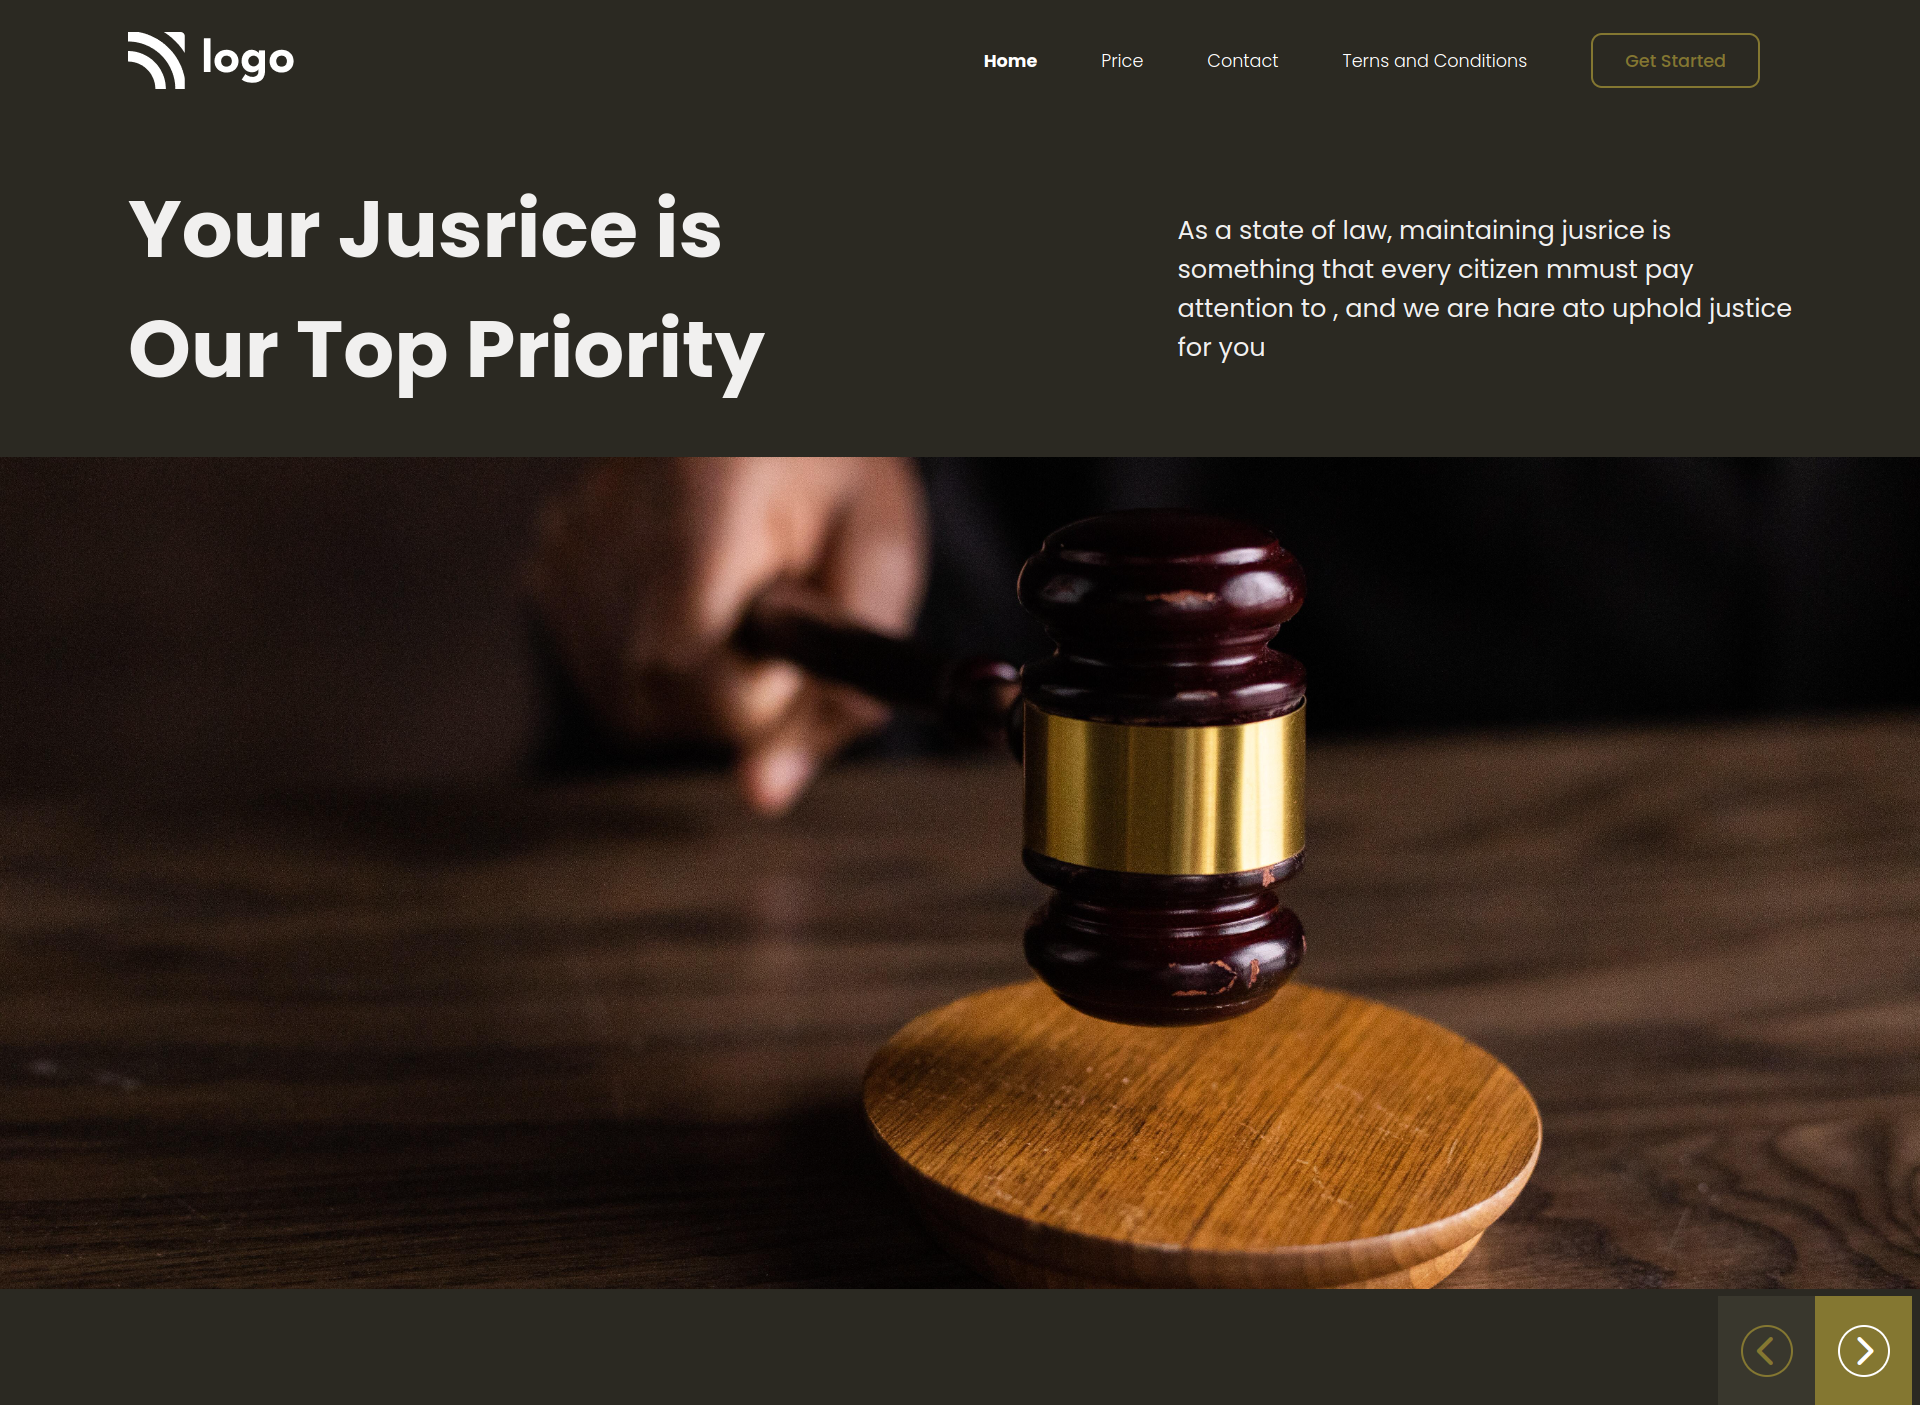 logo
Home
Price
Contact
Terns and Conditions
Get Started
Your Jusrice is
Our Top Priority
As a state of law, maintaining jusrice is
something that every citizen mmust pay
attention to , and we are hare ato uphold justice
for you